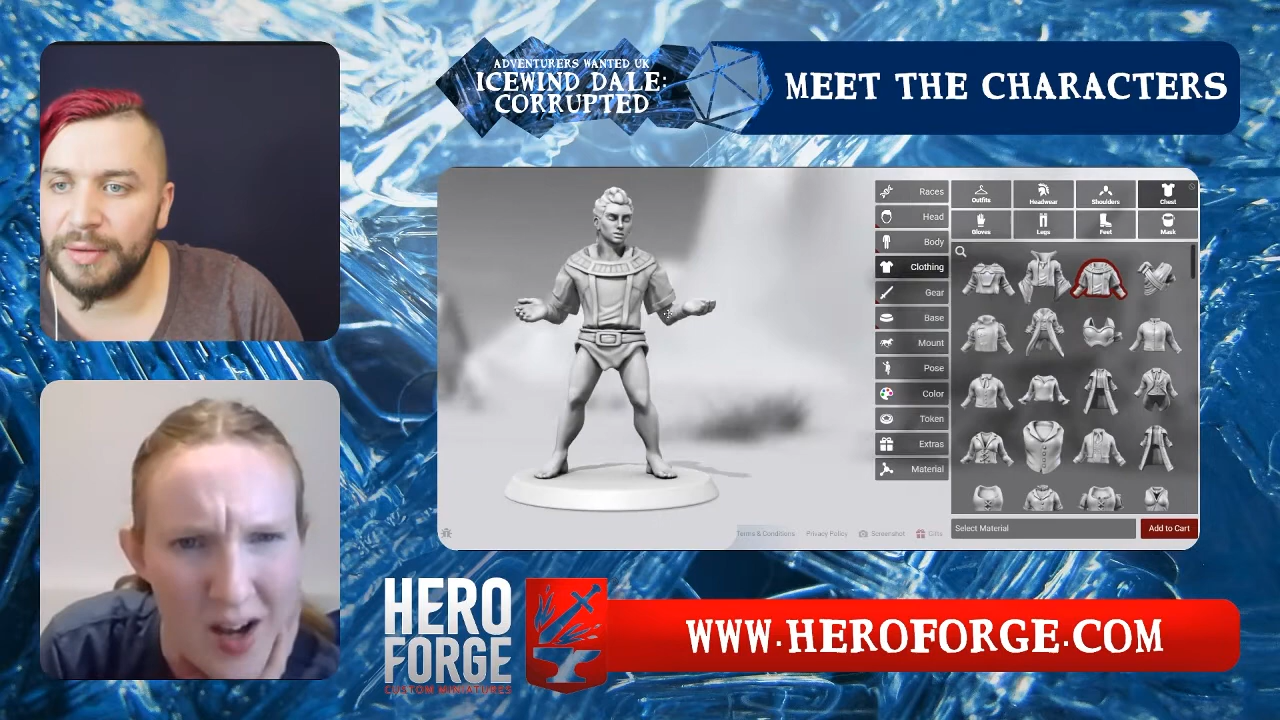 ADVENTURERS WANTED UK
ICEWIND DALE:
CORRUPTED
MEET THE CHARACTERS
Races
Head
Body
Clothing
Gear
Base
Mount
Pose
Color
Token
Extras
Material
Outfits
Headwear
Shoulders
Chest
Gloves
Legs
Feet
Mask
Terms & Conditions
Privacy Policy
Screenshot
Gifts
Select Material
Add to Cart
HERO
FORGE
CUSTOM MINIATURES
WWW.HEROFORGE.COM